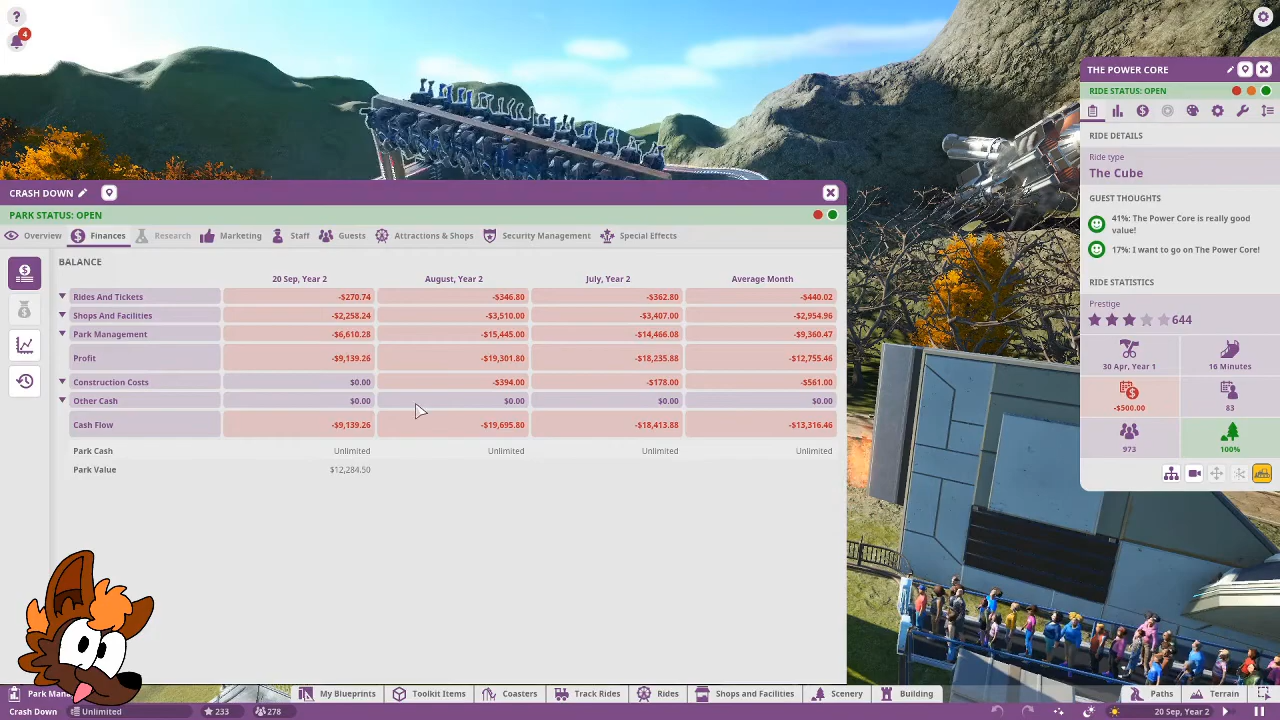 ?
4
THE POWER CORE
RIDE STATUS: OPEN
RIDE DETAILS
Ride type
The Cube
GUEST THOUGHTS
41%: The Power Core is really good
value!
17%: I want to go on The Power Core!
RIDE STATISTICS
Prestige
644
30 Apr, Year 1
16 Minutes
-$500.00
83
973
100%
CRASH DOWN
PARK STATUS: OPEN
Overview
Finances
Research
Marketing
Staff
Guests
Attractions & Shops
Security Management
Special Effects
BALANCE
20 Sep, Year 2 August, Year 2 July, Year 2 Average Month
Rides And Tickets -$270.74 -$346.80 -$362.80 -$440.02
Shops And Facilities -$2,258.24 -$3,510.00 -$3,407.00 -$2,954.96
Park Management -$6,610.28 -$15,445.00 -$14,466.08 -$9,360.47
Profit -$9,139.26 -$19,301.80 -$18,235.88 -$12,755.46
Construction Costs $0.00 -$394.00 -$178.00 -$561.00
Other Cash $0.00 $0.00 $0.00 $0.00
Cash Flow -$9,139.26 -$19,695.80 -$18,413.88 -$13,316.46
Park Cash Unlimited Unlimited Unlimited Unlimited
Park Value $12,284.50
Park Mana
My Blueprints
Toolkit Items
Coasters
Track Rides
Rides
Shops and Facilities
Scenery
Building
Paths
Terrain
Crash Down
Unlimited
233
278
20 Sep, Year 2